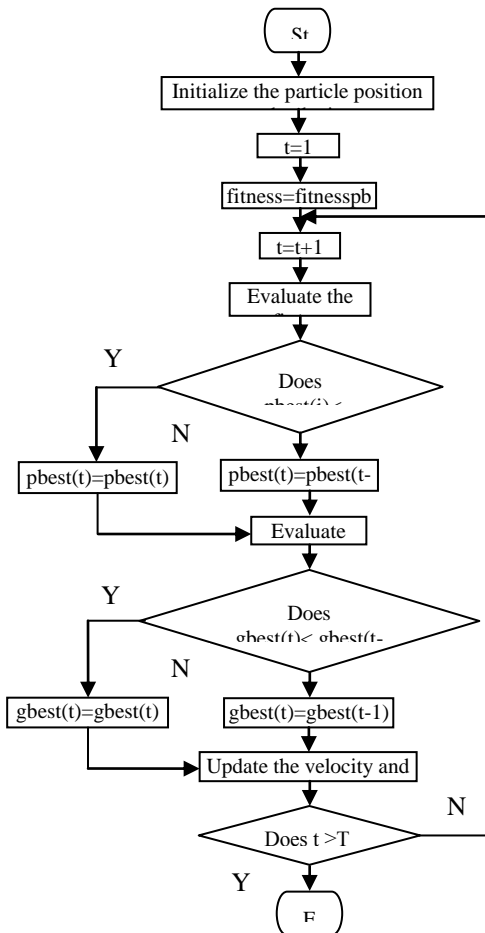 St
Initialize the particle position
t=1
fitness=fitnesspb
t=t+1
Evaluate the
Y
Does
pbest(i)<
N
pbest(t)=pbest(t)
pbest(t)=pbest(t-
Evaluate
Y
Does
gbest(t)< gbest(t-
N
gbest(t)=gbest(t)
gbest(t)=gbest(t-1)
Update the velocity and
N
Does t >T
Y
E